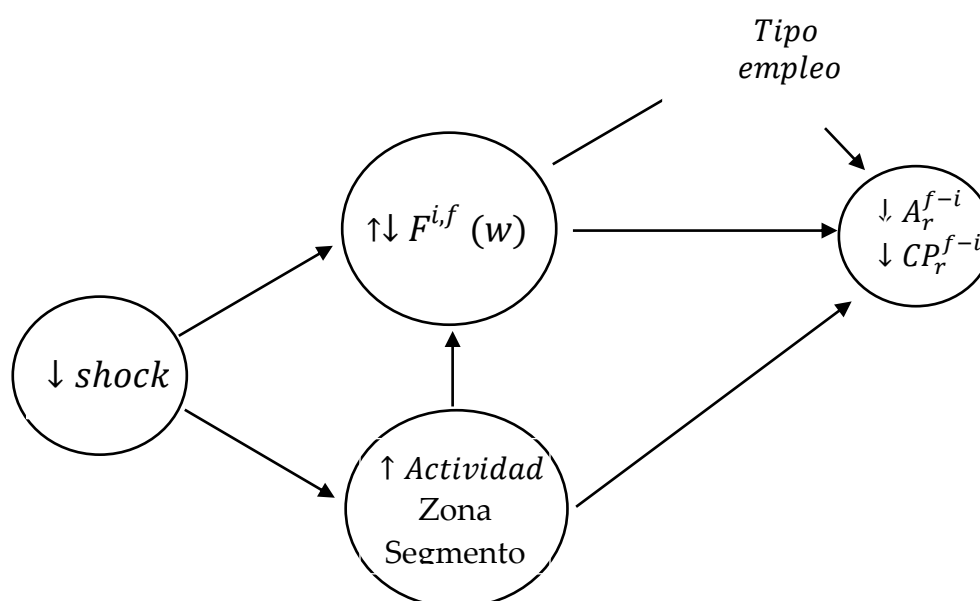 Tipo
empleo
↑↓ F^{i,f} (w)
↓ A_r^{f-i}
↓ CP_r^{f-i}
↓ shock
↑ Actividad
Zona
Segmento